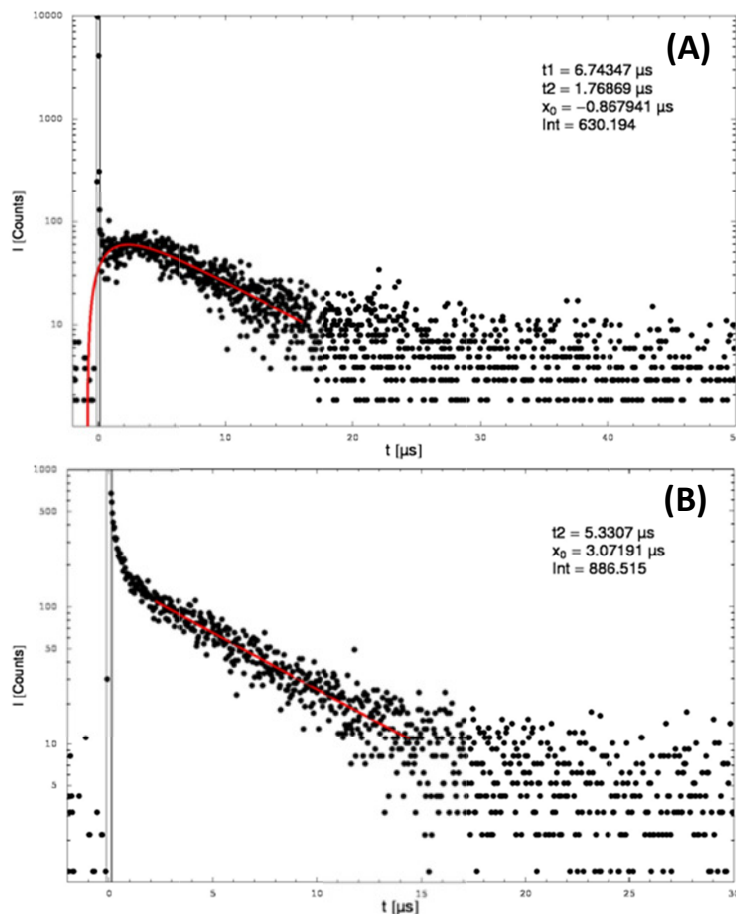 (A)
t1 = 6.74347 μs
t2 = 1.76869 μs
x₀ = −0.867941 μs
Int = 630.194
10000
1000
100
10
I [Counts]
0
10
20
30
40
50
t [μs]
(B)
t2 = 5.3307 μs
x₀ = 3.07191 μs
Int = 886.515
1000
500
100
50
10
5
I [Counts]
0
5
10
15
20
25
30
t [μs]